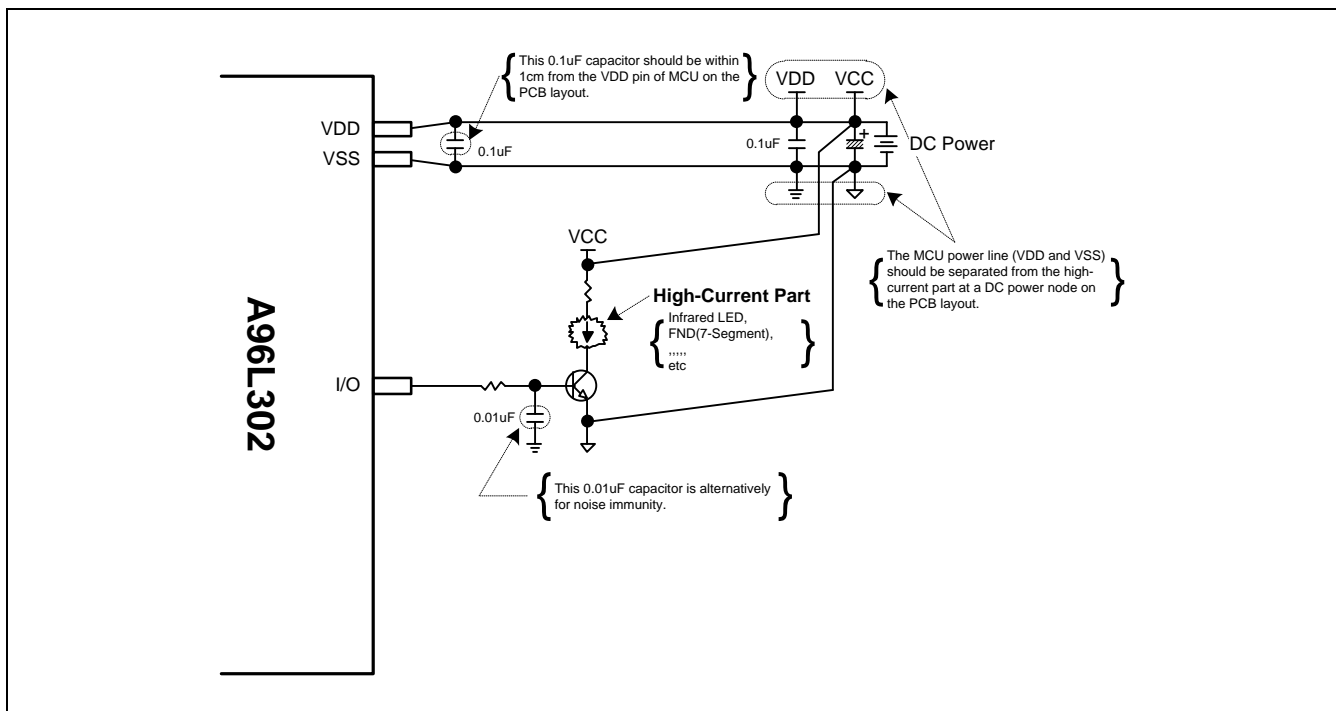 This 0.1uF capacitor should be within
1cm from the VDD pin of MCU on the
PCB layout.
VDD
VCC
VDD
0.1uF
0.1uF
+
DC Power
VSS
VCC
The MCU power line (VDD and VSS)
should be separated from the high-
current part at a DC power node on
the PCB layout.
High-Current Part
Infrared LED,
FND(7-Segment),
,,,,,
etc
A96L302
I/O
0.01uF
This 0.01uF capacitor is alternatively
for noise immunity.